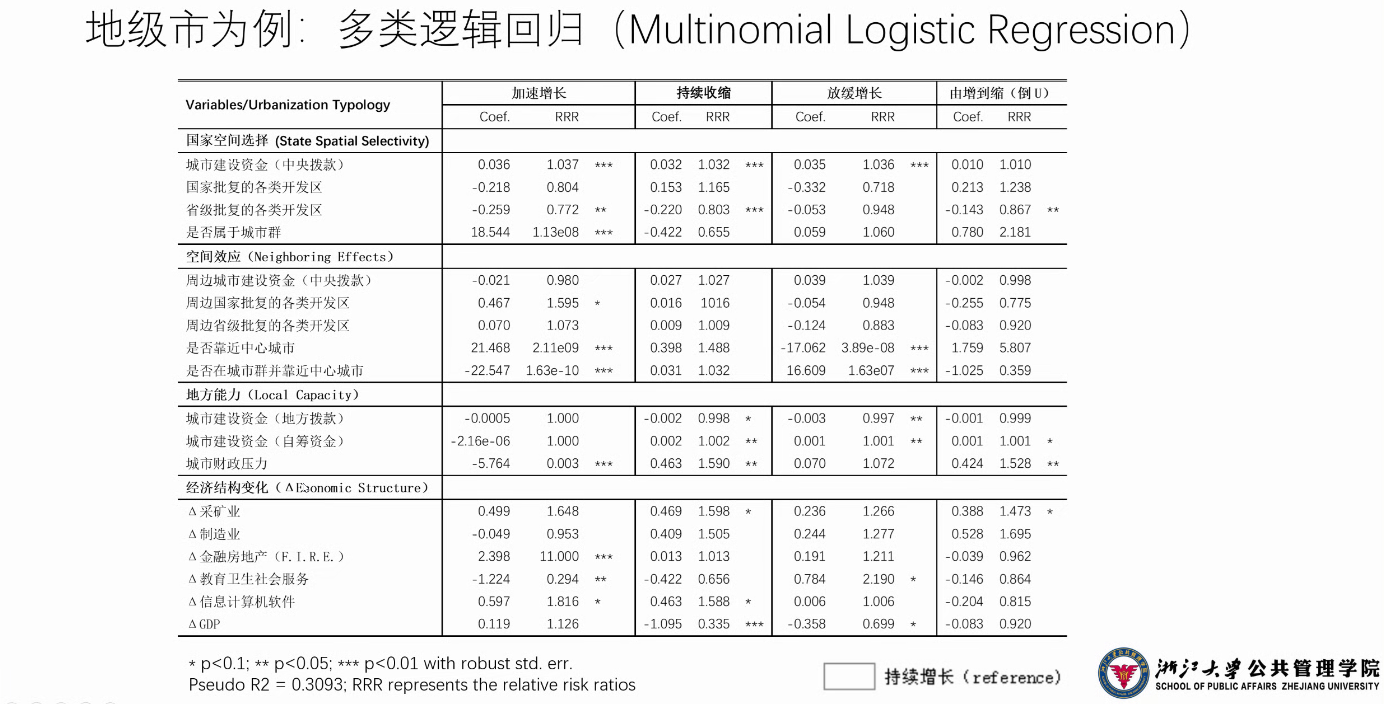 地级市为例：多类逻辑回归（Multinomial Logistic Regression）
Variables/Urbanization Typology 加速增长 持续收缩 放缓增长 由增到缩（倒U）
Coef. RRR Coef. RRR Coef. RRR Coef. RRR
国家空间选择 (State Spatial Selectivity)
城市建设资金（中央拨款） 0.036 1.037 *** 0.032 1.032 *** 0.035 1.036 *** 0.010 1.010
国家批复的各类开发区 -0.218 0.804 0.153 1.165 -0.332 0.718 0.213 1.238
省级批复的各类开发区 -0.259 0.772 ** -0.220 0.803 *** -0.053 0.948 -0.143 0.867 **
是否属于城市群 18.544 1.13e08 *** -0.422 0.655 0.059 1.060 0.780 2.181
空间效应（Neighboring Effects）
周边城市建设资金（中央拨款） -0.021 0.980 0.027 1.027 0.039 1.039 -0.002 0.998
周边国家批复的各类开发区 0.467 1.595 * 0.016 1016 -0.054 0.948 -0.255 0.775
周边省级批复的各类开发区 0.070 1.073 0.009 1.009 -0.124 0.883 -0.083 0.920
是否靠近中心城市 21.468 2.11e09 *** 0.398 1.488 -17.062 3.89e-08 *** 1.759 5.807
是否在城市群并靠近中心城市 -22.547 1.63e-10 *** 0.031 1.032 16.609 1.63e07 *** -1.025 0.359
地方能力（Local Capacity）
城市建设资金（地方拨款） -0.0005 1.000 -0.002 0.998 * -0.003 0.997 ** -0.001 0.999
城市建设资金（自筹资金） -2.16e-06 1.000 0.002 1.002 ** 0.001 1.001 ** 0.001 1.001 *
城市财政压力 -5.764 0.003 *** 0.463 1.590 ** 0.070 1.072 0.424 1.528 **
经济结构变化（ΔEconomic Structure）
Δ采矿业 0.499 1.648 0.469 1.598 * 0.236 1.266 0.388 1.473 *
Δ制造业 -0.049 0.953 0.409 1.505 0.244 1.277 0.528 1.695
Δ金融房地产（F.I.R.E.） 2.398 11.000 *** 0.013 1.013 0.191 1.211 -0.039 0.962
Δ教育卫生社会服务 -1.224 0.294 ** -0.422 0.656 0.784 2.190 * -0.146 0.864
Δ信息计算机软件 0.597 1.816 * 0.463 1.588 * 0.006 1.006 -0.204 0.815
ΔGDP 0.119 1.126 -1.095 0.335 *** -0.358 0.699 * -0.083 0.920
* p<0.1; ** p<0.05; *** p<0.01 with robust std. err.
Pseudo R2 = 0.3093; RRR represents the relative risk ratios
持续增长（reference）
浙江大学公共管理学院
SCHOOL OF PUBLIC AFFAIRS ZHEJIANG UNIVERSITY